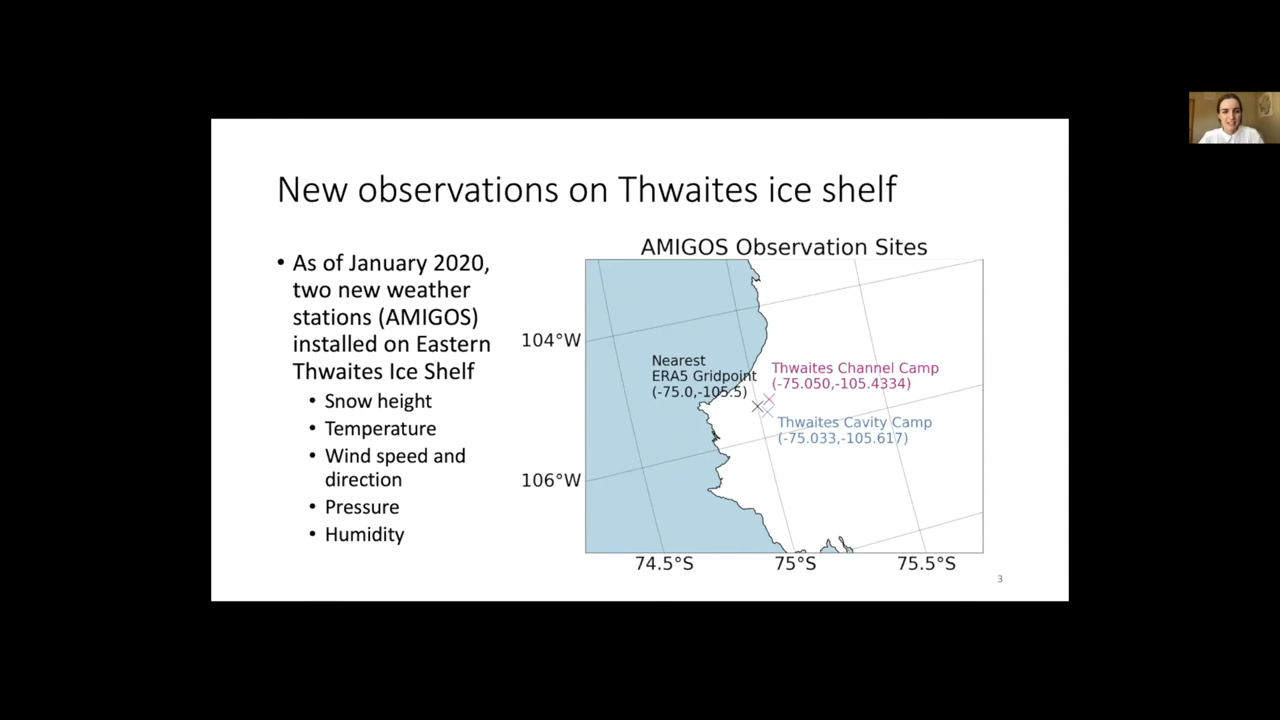 New observations on Thwaites ice shelf
• As of January 2020,
two new weather
stations (AMIGOS)
installed on Eastern
Thwaites Ice Shelf
• Snow height
• Temperature
• Wind speed and
direction
• Pressure
• Humidity
AMIGOS Observation Sites
104°W
106°W
Nearest
ERA5 Gridpoint
(-75.0,-105.5)
Thwaites Channel Camp
(-75.050,-105.4334)
Thwaites Cavity Camp
(-75.033,-105.617)
74.5°S
75°S
75.5°S
3